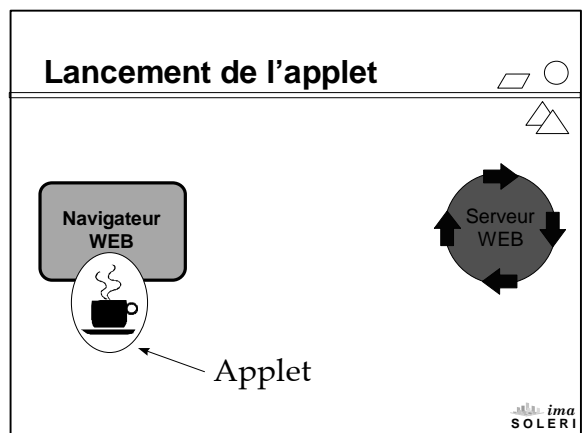 Lancement de l'applet
Navigateur
WEB
Serveur
WEB
Applet
ima
SOLERI